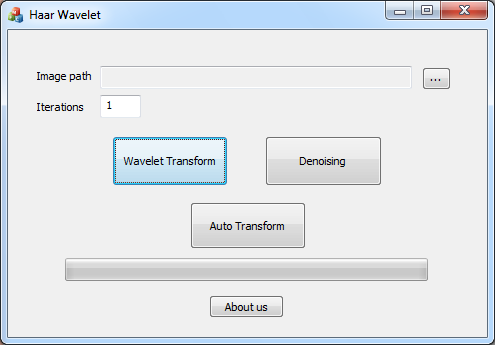 Haar Wavelet
Image path
...
Iterations 1
Wavelet Transform Denoising
Auto Transform
About us